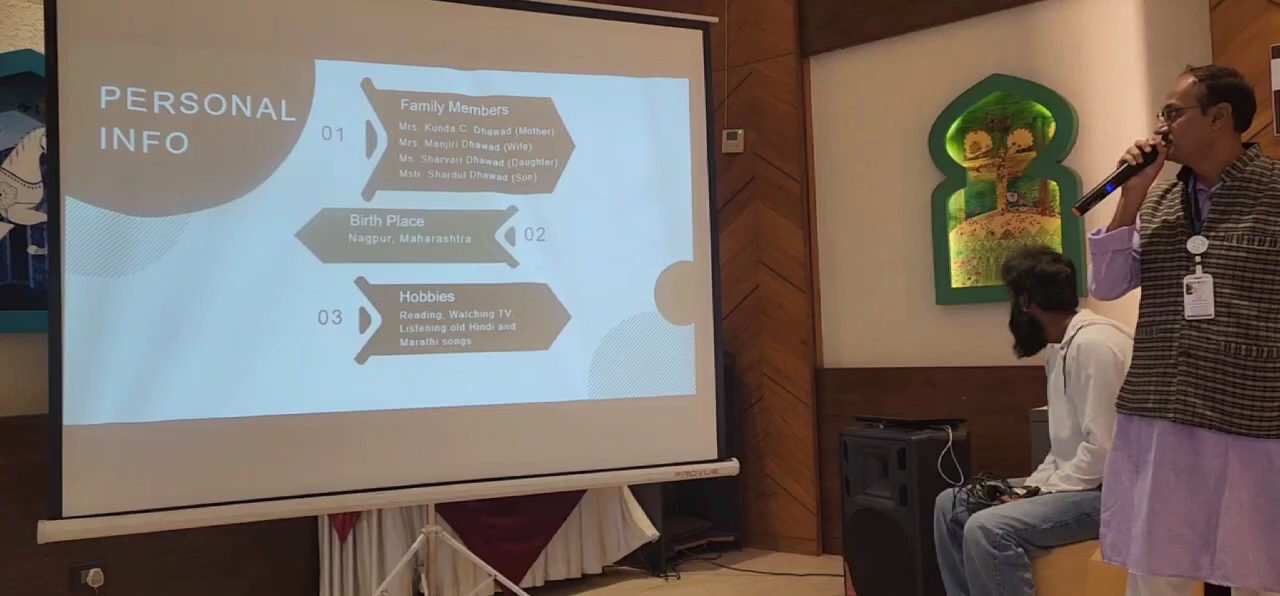 PERSONAL
INFO
01
Family Members
Mrs. Kunda C. Dhawad (Mother)
Mrs. Manjiri Dhawad (Wife)
Ms. Sharvari Dhawad (Daughter)
Mstr. Shardul Dhawad (Son)
Birth Place
Nagpur, Maharashtra
02
03
Hobbies
Reading, Watching TV,
Listening old Hindi and
Marathi songs
PROVUE